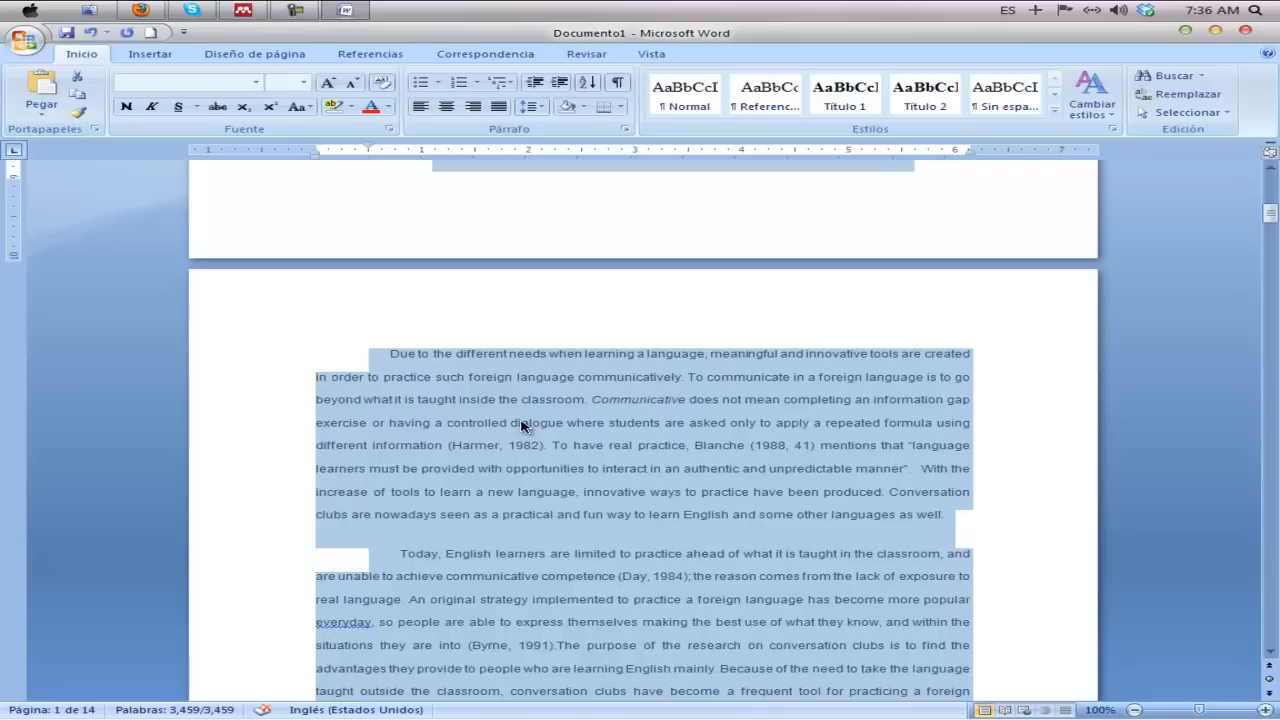 ES
7:36 AM
Documento1 - Microsoft Word
Inicio Insertar Diseño de página Referencias Correspondencia Revisar Vista
Pegar
N K S abc x₂ x² Aa
AaBbCcI AaBbCc AaBbCcI AaBbCcI AaBbCcI
¶ Normal ¶ Referenc... Título 1 Título 2 ¶ Sin espa...
Cambiar
estilos
Buscar
Reemplazar
Seleccionar
Portapapeles Fuente Párrafo Estilos Edición
1 1 2 3 4 5 6 7
Due to the different needs when learning a language, meaningful and innovative tools are created
in order to practice such foreign language communicatively. To communicate in a foreign language is to go
beyond what it is taught inside the classroom. Communicative does not mean completing an information gap
exercise or having a controlled dialogue where students are asked only to apply a repeated formula using
different information (Harmer, 1982). To have real practice, Blanche (1988, 41) mentions that “language
learners must be provided with opportunities to interact in an authentic and unpredictable manner”. With the
increase of tools to learn a new language, innovative ways to practice have been produced. Conversation
clubs are nowadays seen as a practical and fun way to learn English and some other languages as well.
Today, English learners are limited to practice ahead of what it is taught in the classroom, and
are unable to achieve communicative competence (Day, 1984); the reason comes from the lack of exposure to
real language. An original strategy implemented to practice a foreign language has become more popular
everyday, so people are able to express themselves making the best use of what they know, and within the
situations they are into (Byrne, 1991).The purpose of the research on conversation clubs is to find the
advantages they provide to people who are learning English mainly. Because of the need to take the language
taught outside the classroom, conversation clubs have become a frequent tool for practicing a foreign
Página: 1 de 14 Palabras: 3,459/3,459 Inglés (Estados Unidos) 100%